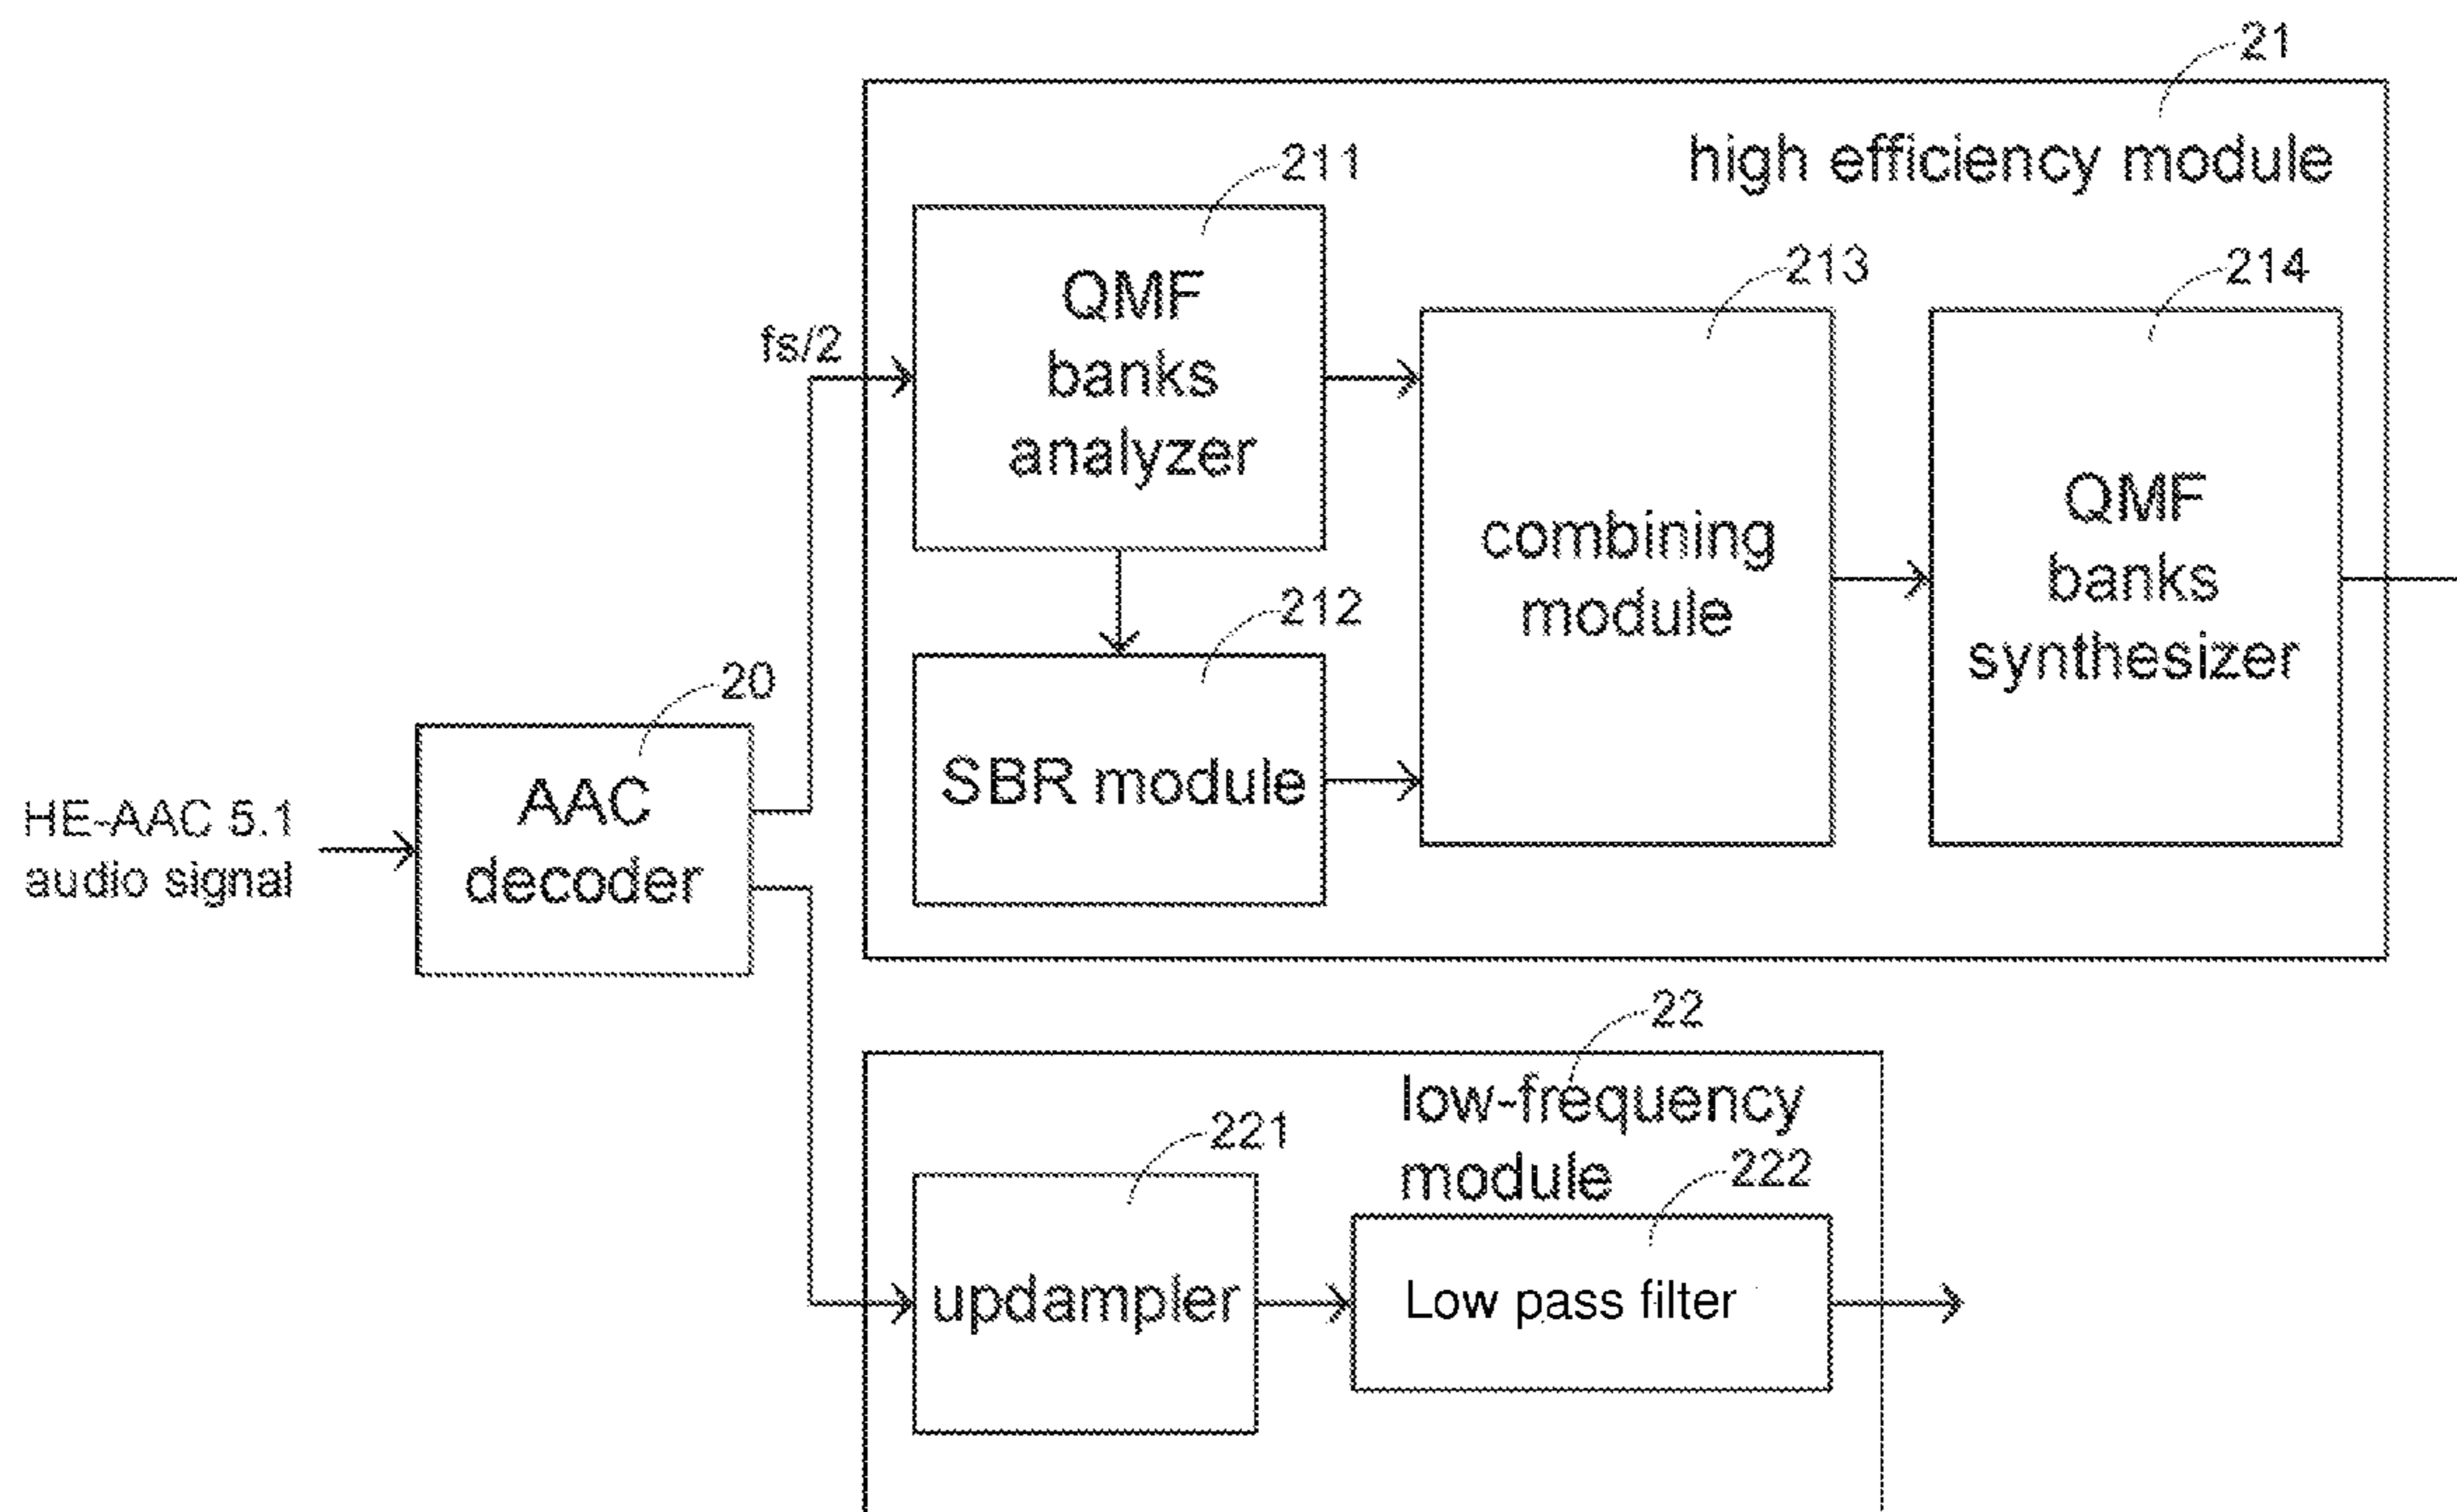 21
high efficiency module
211
QMF
banks
analyzer
213
214
fs/2
combining
module
QMF
banks
synthesizer
212
SBR module
20
AAC
decoder
HE-AAC 5.1
audio signal
22
low-frequency
module
221
222
updampler
Low pass filter